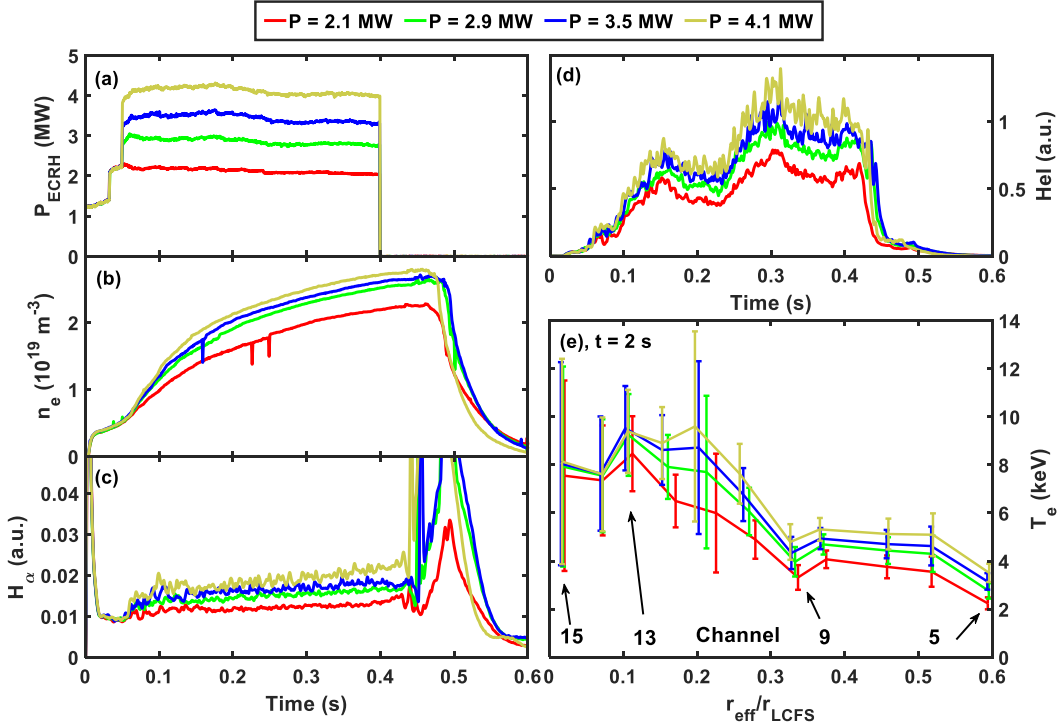 P = 2.1 MW P = 2.9 MW P = 3.5 MW P = 4.1 MW
(a)
5
4
3
2
1
0
P_ECRH (MW)
(b)
2
1
0
n_e (10^19 m^-3)
(c)
0.04
0.03
0.02
0.01
0
H_α (a.u.)
0 0.1 0.2 0.3 0.4 0.5 0.6
Time (s)
(d)
1
0.5
0
HeI (a.u.)
0.1 0.2 0.3 0.4 0.5 0.6
Time (s)
(e), t = 2 s
14
12
10
8
6
4
2
0
T_e (keV)
15 13 Channel 9 5
0 0.1 0.2 0.3 0.4 0.5 0.6
r_eff/r_LCFS